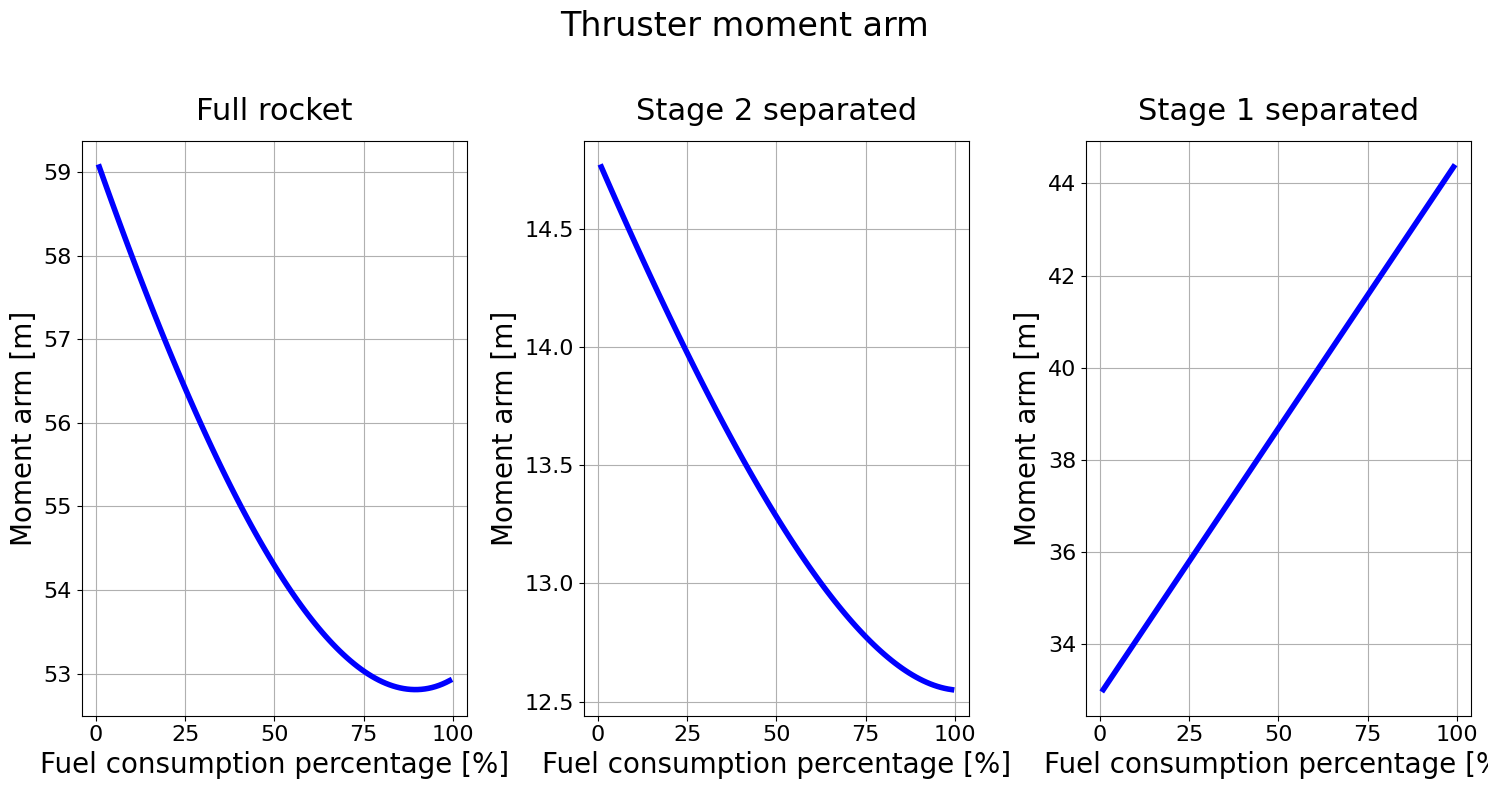 Thruster moment arm
Full rocket
Moment arm [m]
59
58
57
56
55
54
53
0 25 50 75 100
Fuel consumption percentage [%]
Stage 2 separated
Moment arm [m]
14.5
14.0
13.5
13.0
12.5
0 25 50 75 100
Fuel consumption percentage [%]
Stage 1 separated
Moment arm [m]
44
42
40
38
36
34
0 25 50 75 100
Fuel consumption percentage [%